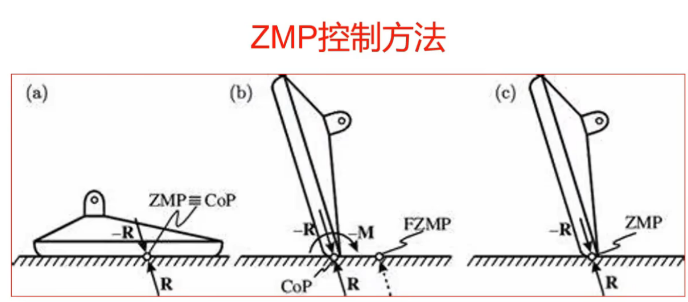 ZMP控制方法
(a)
ZMP≡CoP
–R
R
(b)
–R
–M
FZMP
CoP
R
(c)
–R
ZMP
R